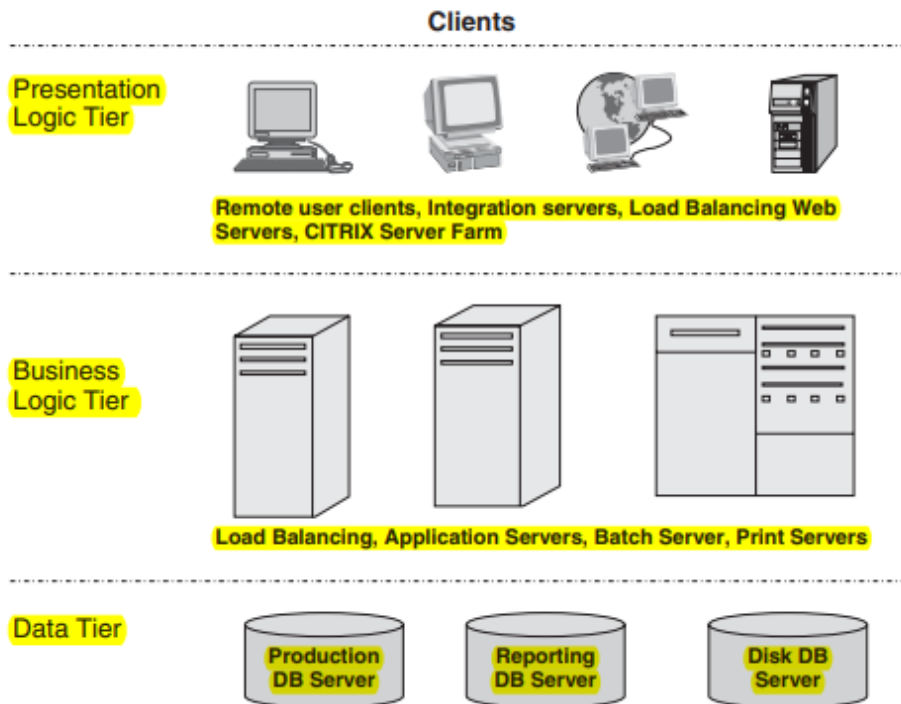 Clients
Presentation
Logic Tier
Remote user clients, Integration servers, Load Balancing Web
Servers, CITRIX Server Farm
Business
Logic Tier
Load Balancing, Application Servers, Batch Server, Print Servers
Data Tier
Production
DB Server
Reporting
DB Server
Disk DB
Server